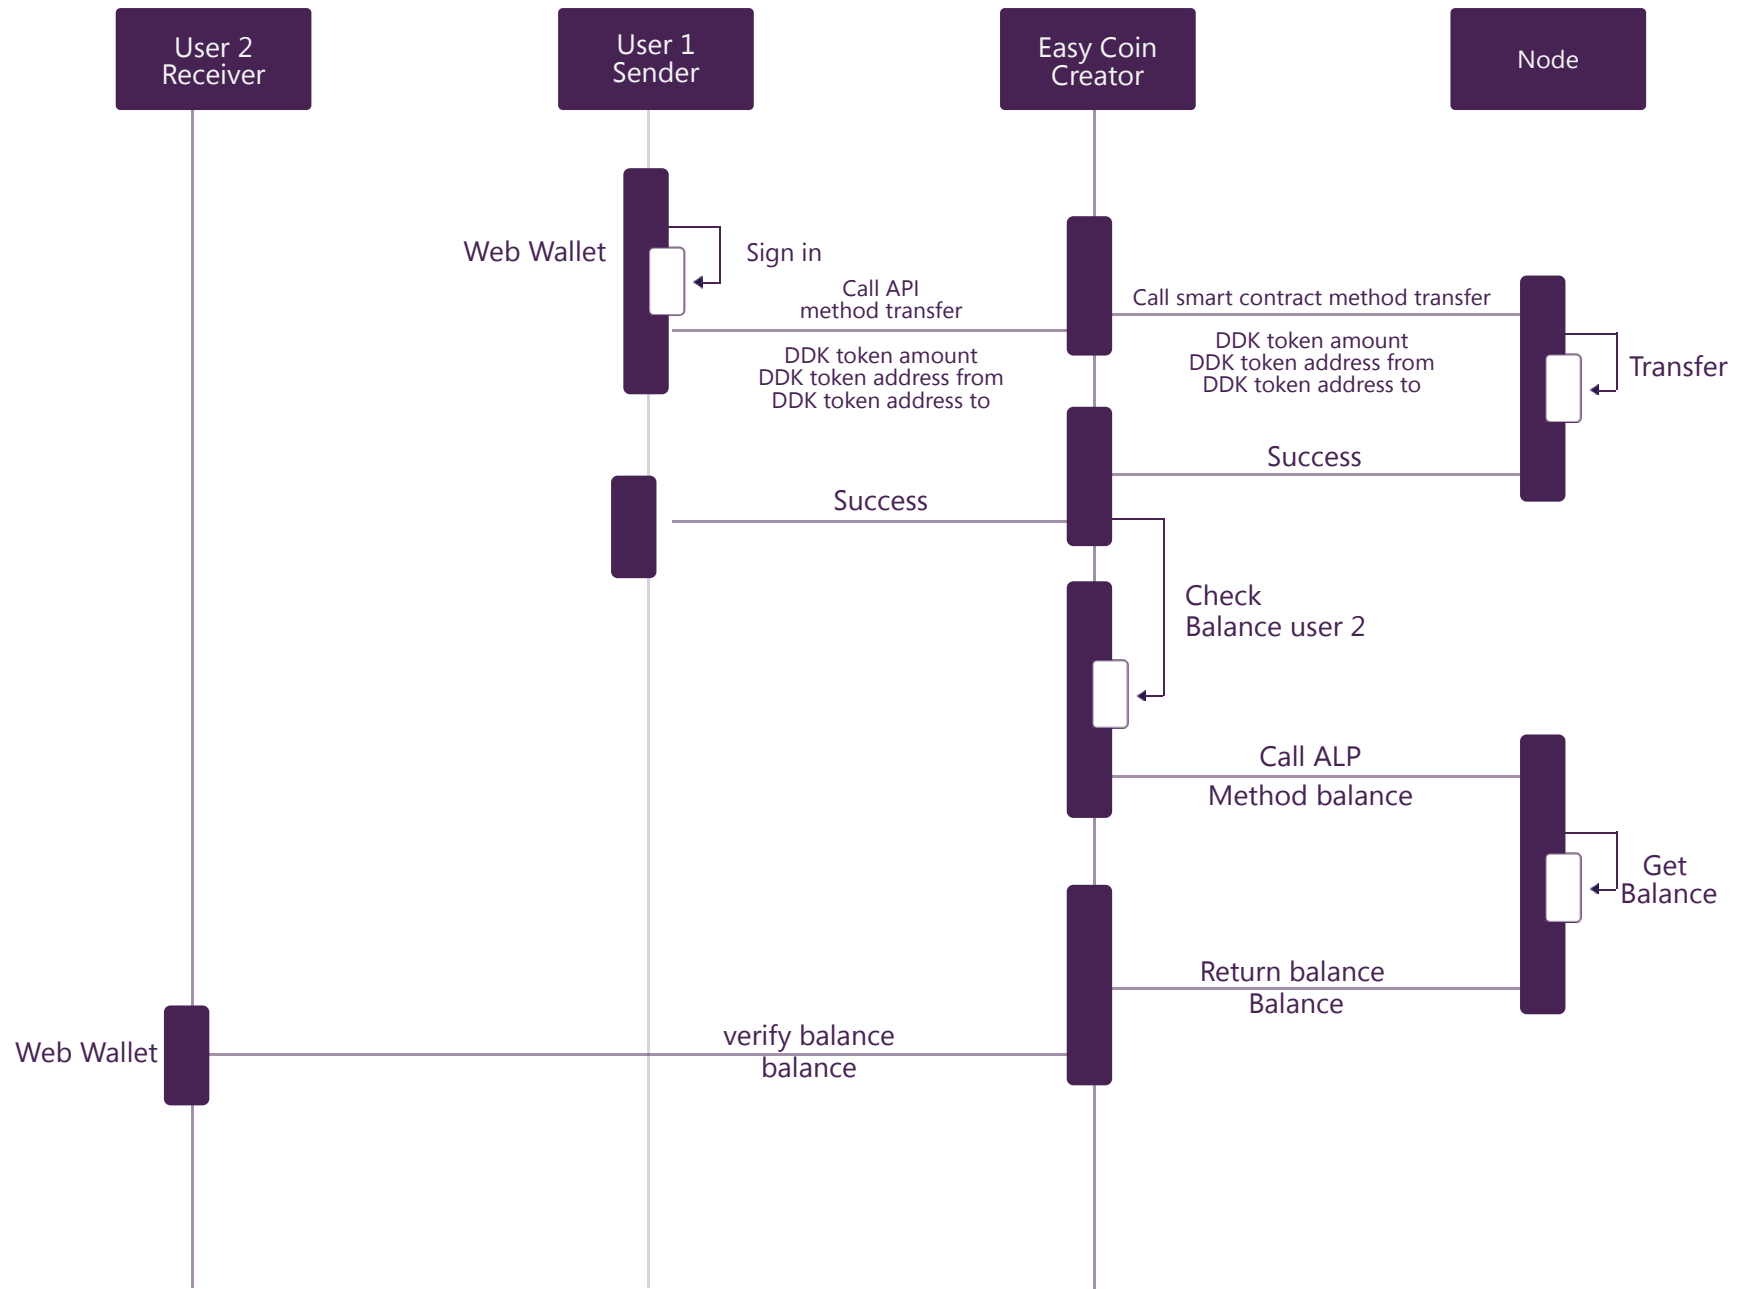 User 2
Receiver
User 1
Sender
Easy Coin
Creator
Node
Web Wallet
Sign in
Call API
method transfer
DDK token amount
DDK token address from
DDK token address to
Call smart contract method transfer
DDK token amount
DDK token address from
DDK token address to
Transfer
Success
Success
Check
Balance user 2
Call ALP
Method balance
Get
Balance
Return balance
Balance
verify balance
balance
Web Wallet